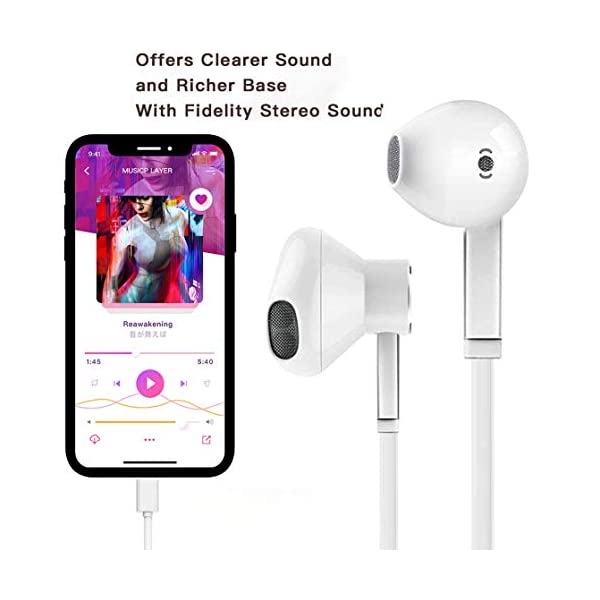 Offers Clearer Sound
and Richer Base
With Fidelity Stereo Sound
9:41
MUSICP LAYER
Reawakening
1:45
5:40